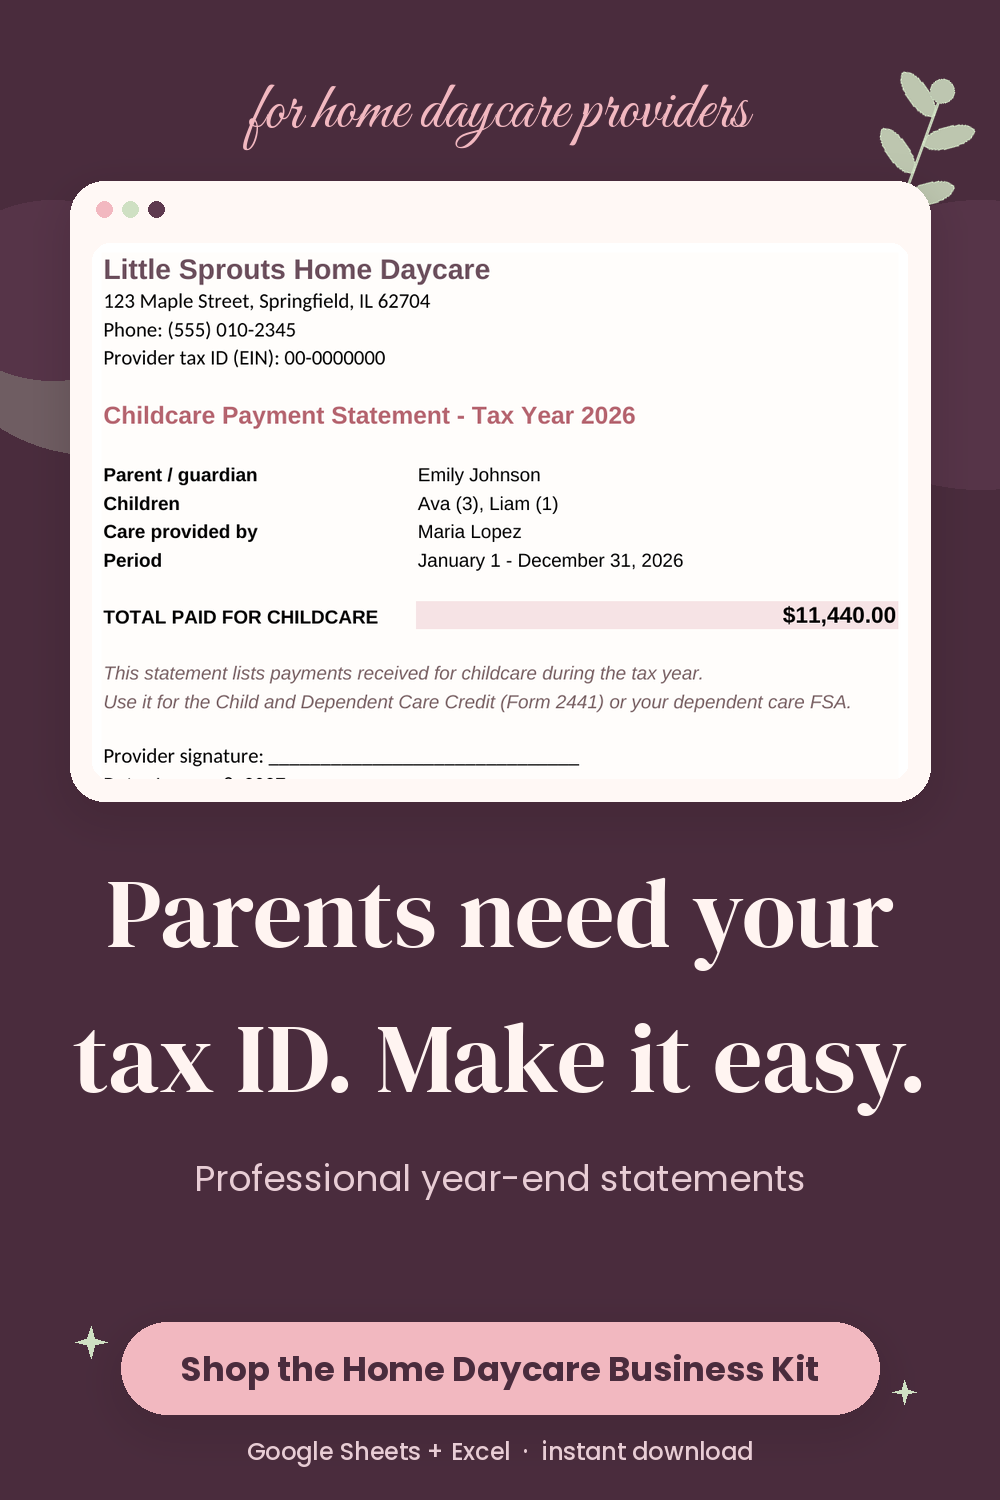 for home daycare providers
Little Sprouts Home Daycare
123 Maple Street, Springfield, IL 62704
Phone: (555) 010-2345
Provider tax ID (EIN): 00-0000000
Childcare Payment Statement - Tax Year 2026
Parent / guardian Emily Johnson
Children Ava (3), Liam (1)
Care provided by Maria Lopez
Period January 1 - December 31, 2026
TOTAL PAID FOR CHILDCARE $11,440.00
This statement lists payments received for childcare during the tax year.
Use it for the Child and Dependent Care Credit (Form 2441) or your dependent care FSA.
Provider signature: ______________________________
Parents need your
tax ID. Make it easy.
Professional year-end statements
Shop the Home Daycare Business Kit
Google Sheets + Excel · instant download